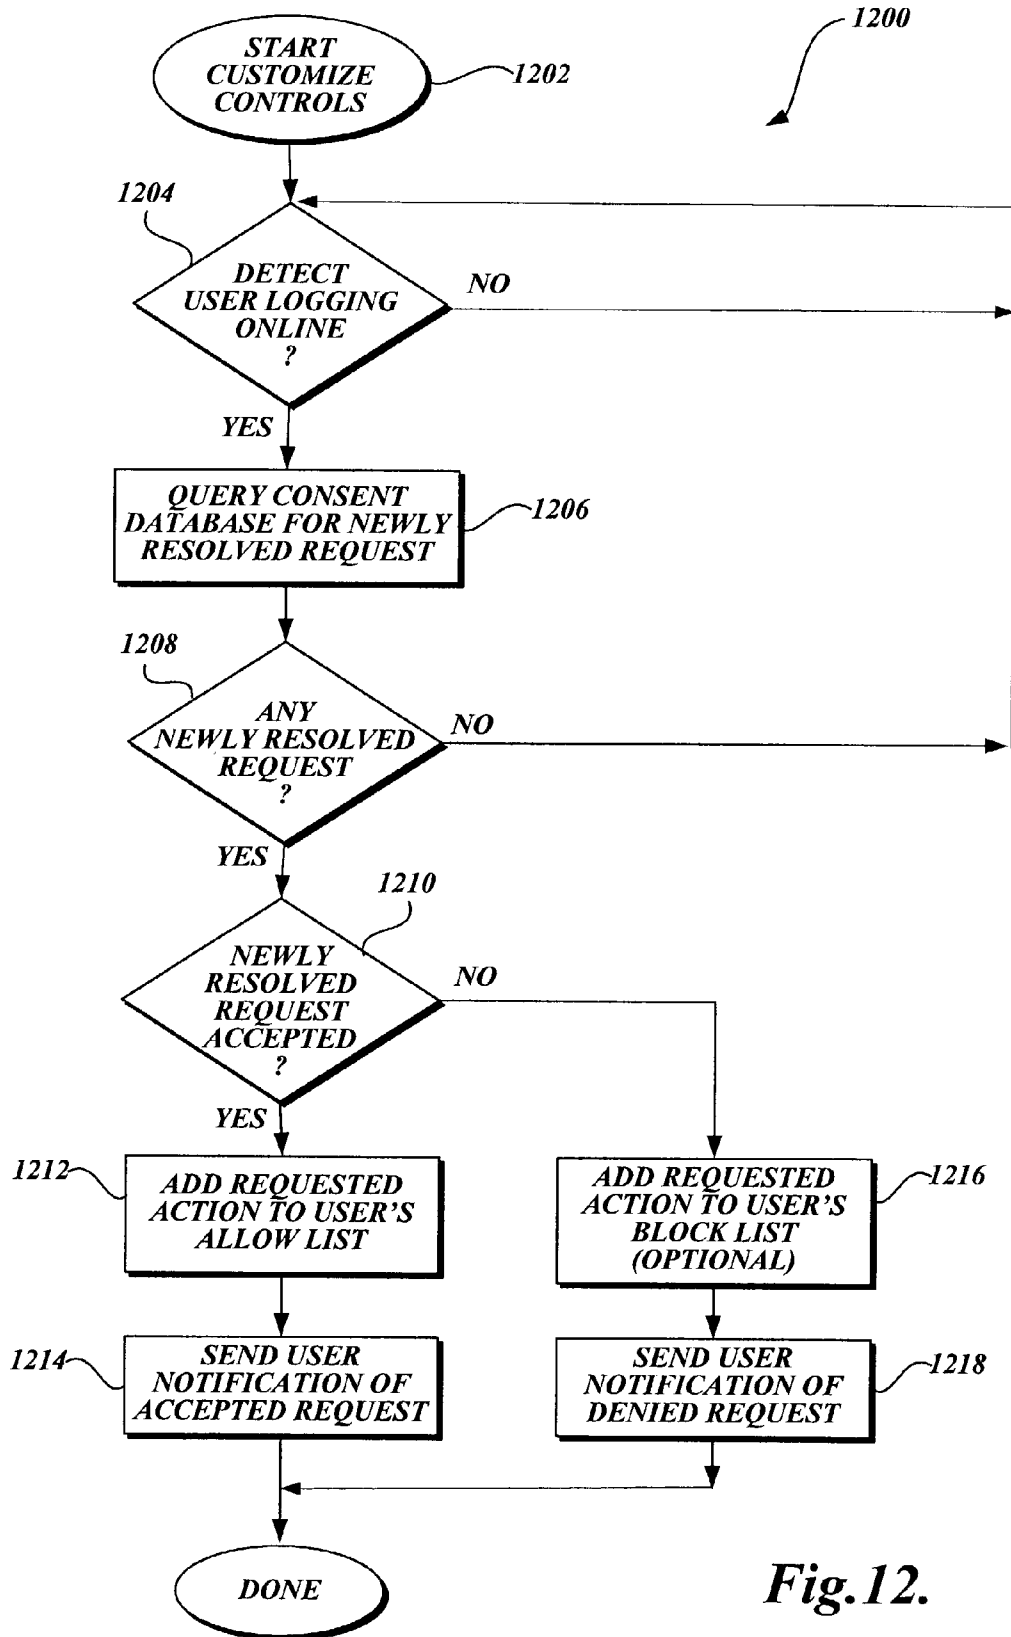 1200
START
CUSTOMIZE
CONTROLS
1202
1204
DETECT
USER LOGGING
ONLINE
?
NO
YES
QUERY CONSENT
DATABASE FOR NEWLY
RESOLVED REQUEST
1206
1208
ANY
NEWLY RESOLVED
REQUEST
?
NO
YES
1210
NEWLY
RESOLVED
REQUEST
ACCEPTED
?
NO
YES
1212
ADD REQUESTED
ACTION TO USER'S
ALLOW LIST
ADD REQUESTED
ACTION TO USER'S
BLOCK LIST
(OPTIONAL)
1216
1214
SEND USER
NOTIFICATION OF
ACCEPTED REQUEST
SEND USER
NOTIFICATION OF
DENIED REQUEST
1218
DONE
Fig.12.